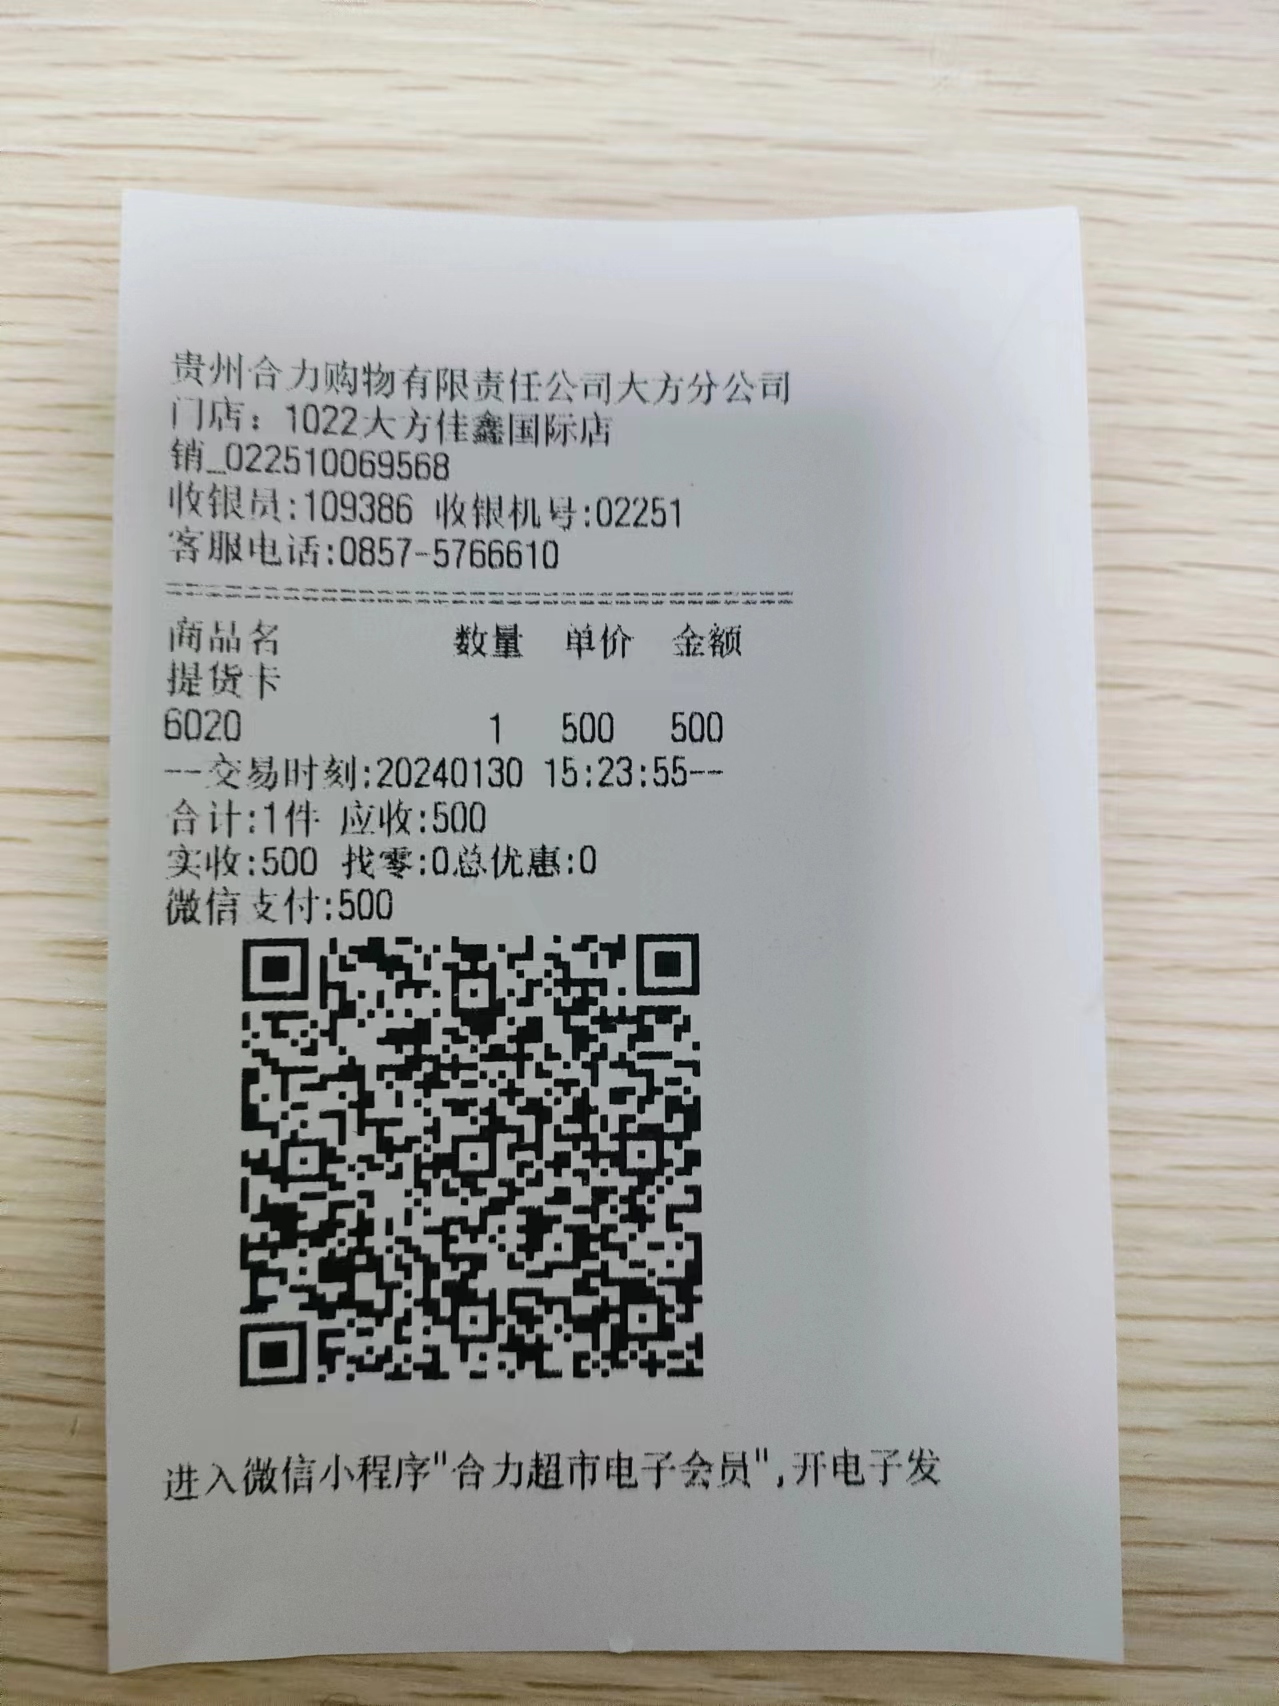 贵州合力购物有限责任公司大方分公司
门店：1022大方佳鑫国际店
销_022510069568
收银员:109386 收银机号:02251
客服电话:0857-5766610
商品名 数量 单价 金额
提货卡
6020 1 500 500
--交易时刻:20240130 15:23:55--
合计:1件 应收:500
实收:500 找零:0总优惠:0
微信支付:500
进入微信小程序"合力超市电子会员",开电子发